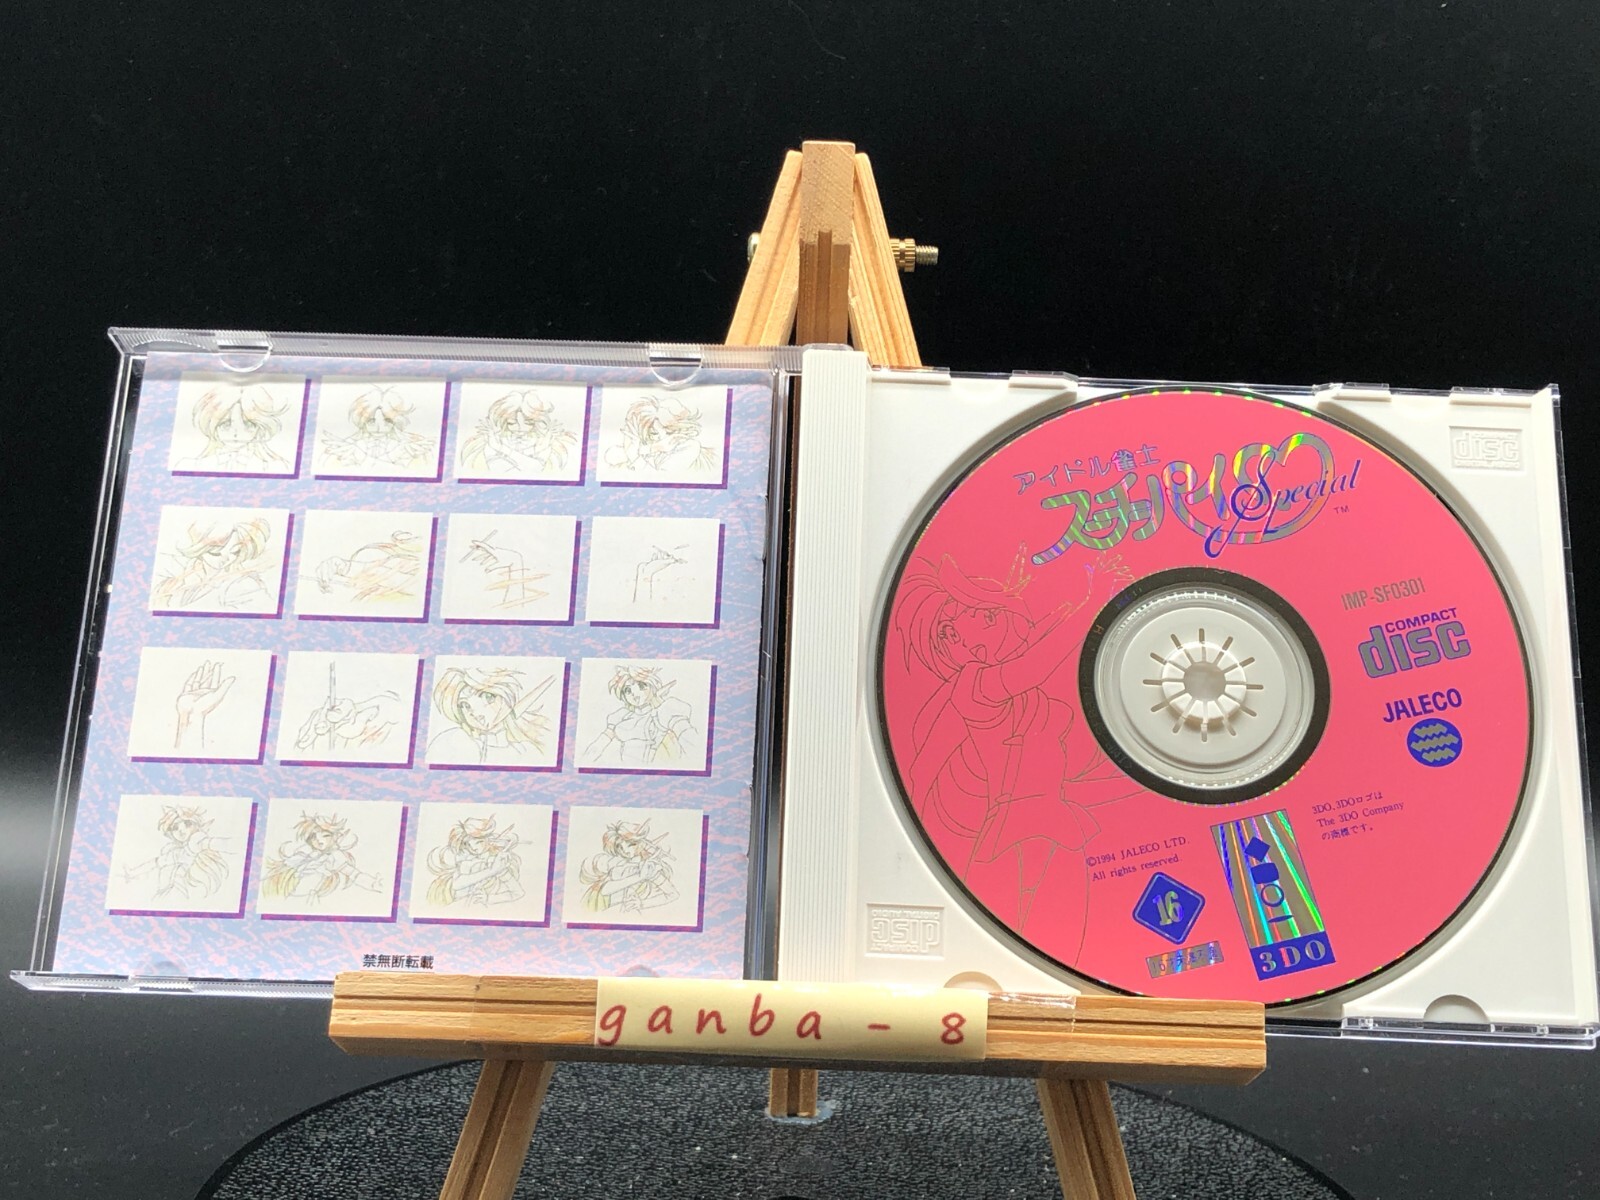 アイドル雀士
スチーパイ
Special
TM
IMP-SF0301
COMPACT
disc
JALECO
3DO、3DOロゴは
The 3DO Company
の商標です。
©1994 JALECO LTD.
All rights reserved.
16
3DO
禁無断転載
ganba-8
disc
disc